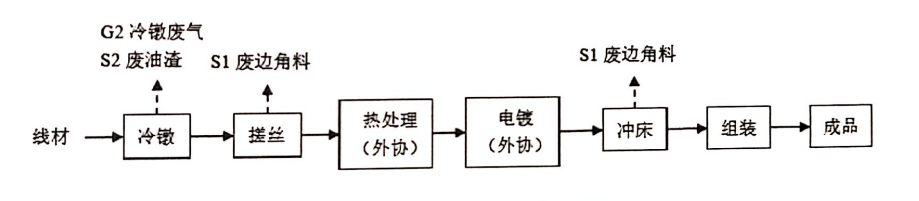 G2 冷镦废气
S2 废油渣
S1 废边角料
S1 废边角料
线材
冷镦
搓丝
热处理
（外协）
电镀
（外协）
冲床
组装
成品